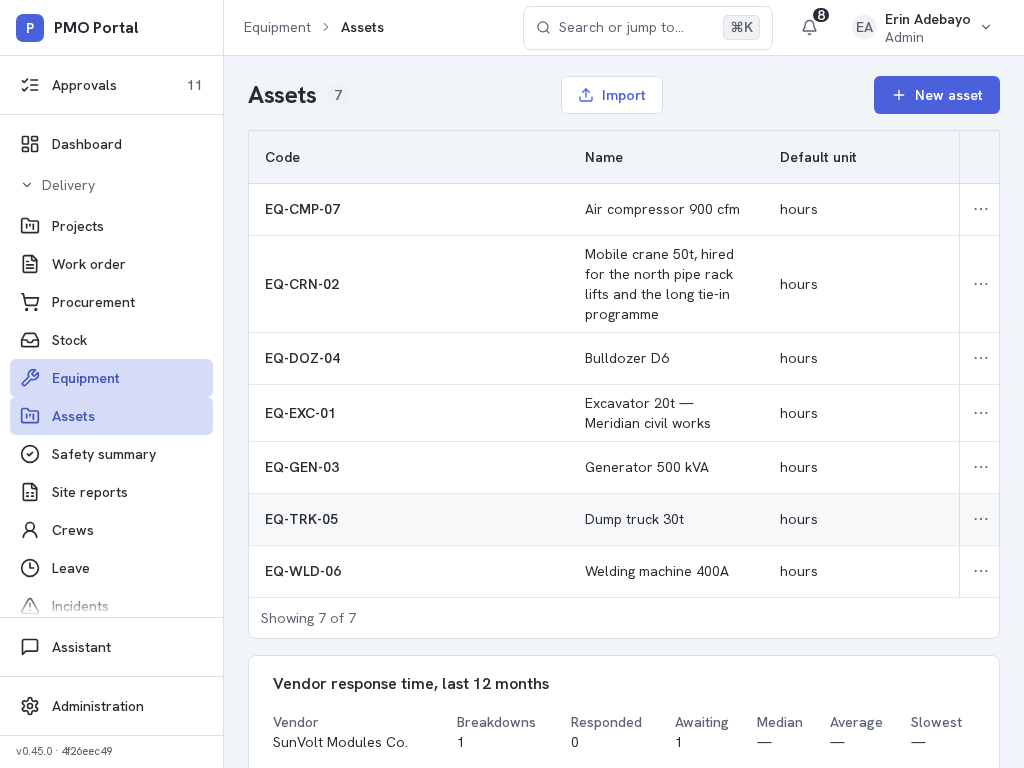 P PMO Portal
Equipment > Assets
Search or jump to...
⌘K
8
EA
Erin Adebayo
Admin
Approvals 11
Dashboard
Delivery
Projects
Work order
Procurement
Stock
Equipment
Assets
Safety summary
Site reports
Crews
Leave
Incidents
Assistant
Administration
v0.45.0 · 4f26eec49
Assets 7
Import
+ New asset
Code Name Default unit
EQ-CMP-07 Air compressor 900 cfm hours ...
EQ-CRN-02 Mobile crane 50t, hired
for the north pipe rack
lifts and the long tie-in
programme
hours ...
EQ-DOZ-04 Bulldozer D6 hours ...
EQ-EXC-01 Excavator 20t —
Meridian civil works
hours ...
EQ-GEN-03 Generator 500 kVA hours ...
EQ-TRK-05 Dump truck 30t hours ...
EQ-WLD-06 Welding machine 400A hours ...
Showing 7 of 7
Vendor response time, last 12 months
Vendor Breakdowns Responded Awaiting Median Average Slowest
SunVolt Modules Co. 1 0 1 — — —